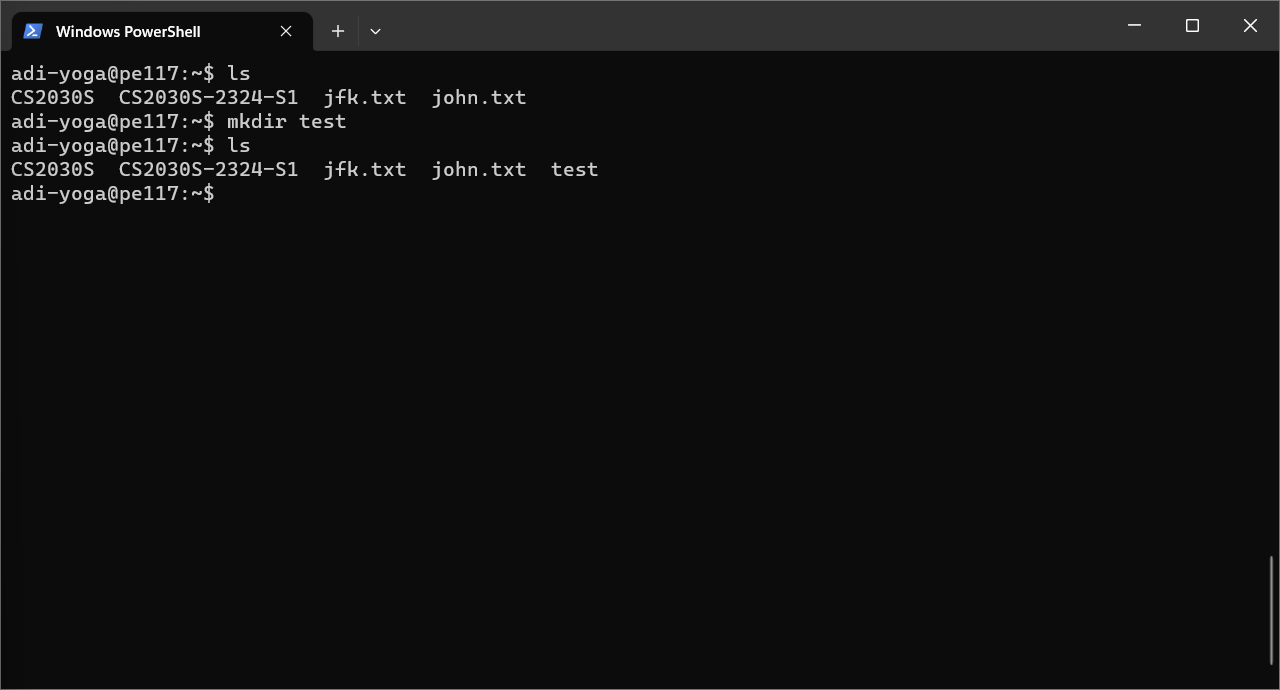 Windows PowerShell
adi-yoga@pe117:~$ ls
CS2030S  CS2030S-2324-S1  jfk.txt  john.txt
adi-yoga@pe117:~$ mkdir test
adi-yoga@pe117:~$ ls
CS2030S  CS2030S-2324-S1  jfk.txt  john.txt  test
adi-yoga@pe117:~$